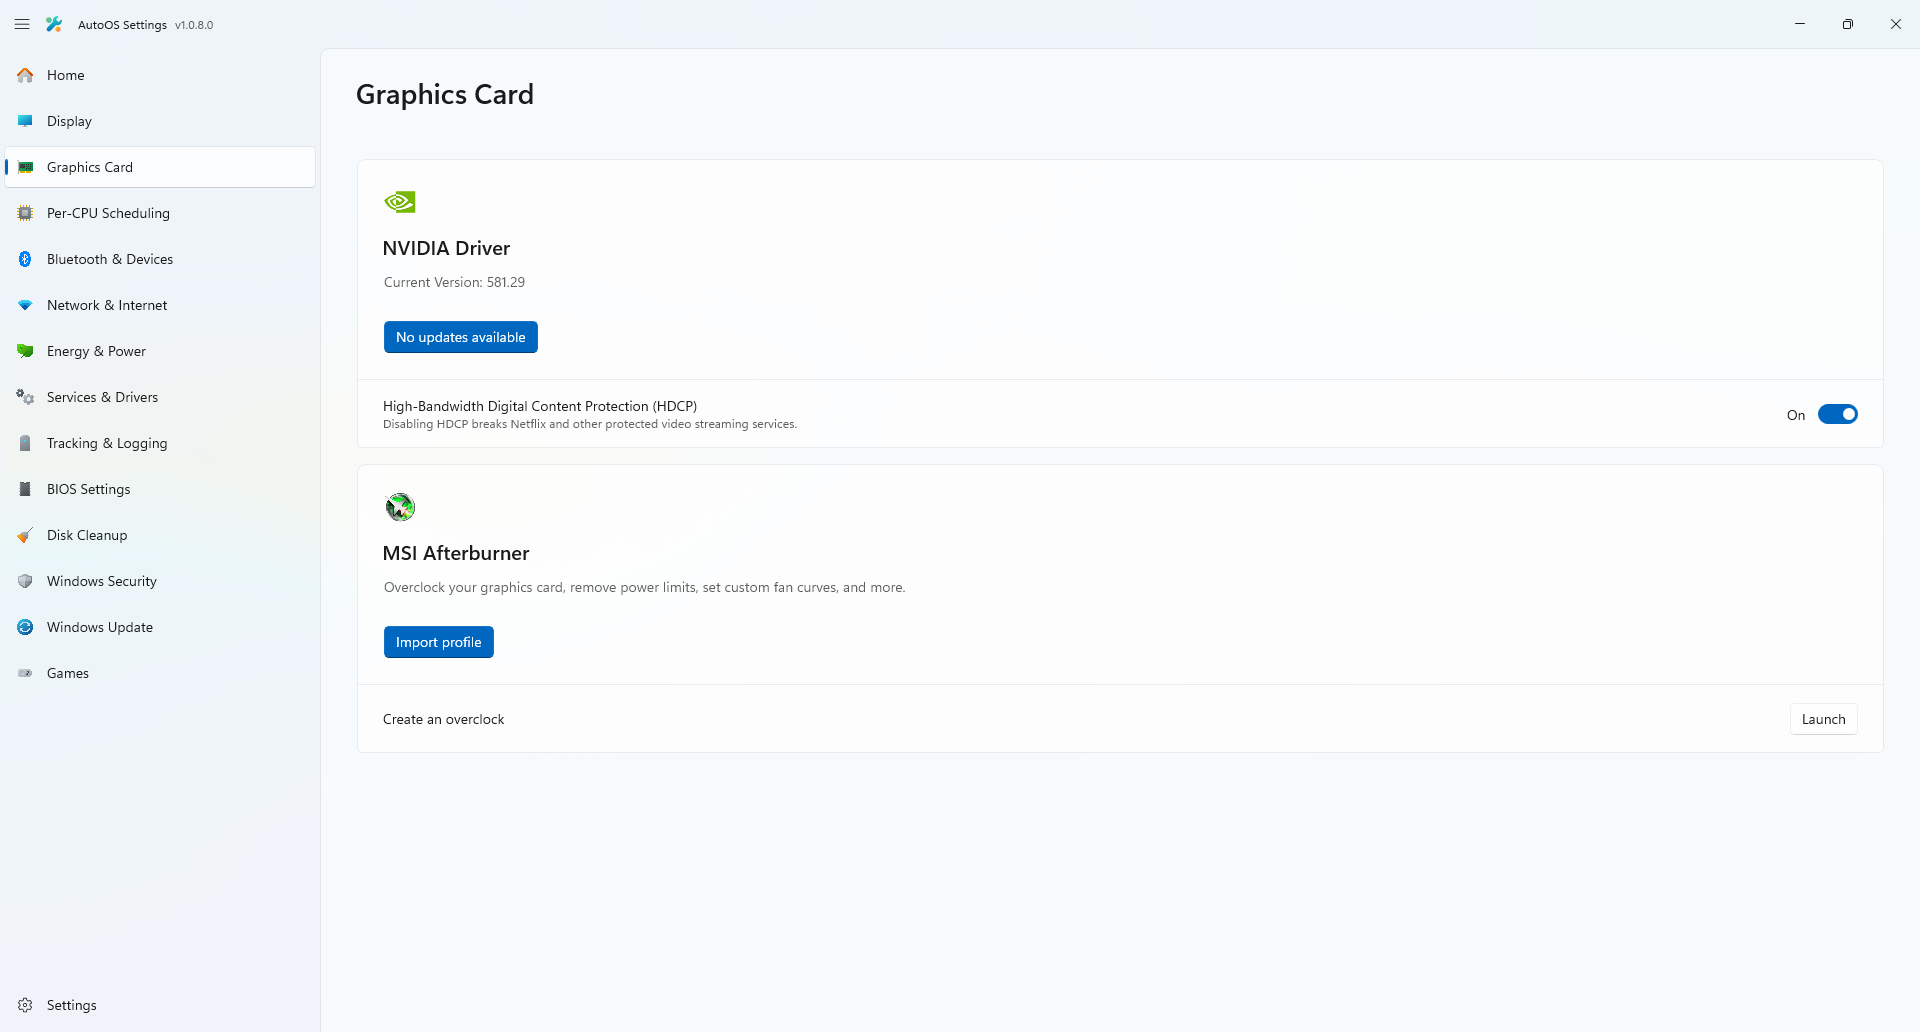 AutoOS Settings v1.0.8.0
Home
Display
Graphics Card
Per-CPU Scheduling
Bluetooth & Devices
Network & Internet
Energy & Power
Services & Drivers
Tracking & Logging
BIOS Settings
Disk Cleanup
Windows Security
Windows Update
Games
Settings
Graphics Card
NVIDIA Driver
Current Version: 581.29
No updates available
High-Bandwidth Digital Content Protection (HDCP)
Disabling HDCP breaks Netflix and other protected video streaming services.
On
MSI Afterburner
Overclock your graphics card, remove power limits, set custom fan curves, and more.
Import profile
Create an overclock
Launch